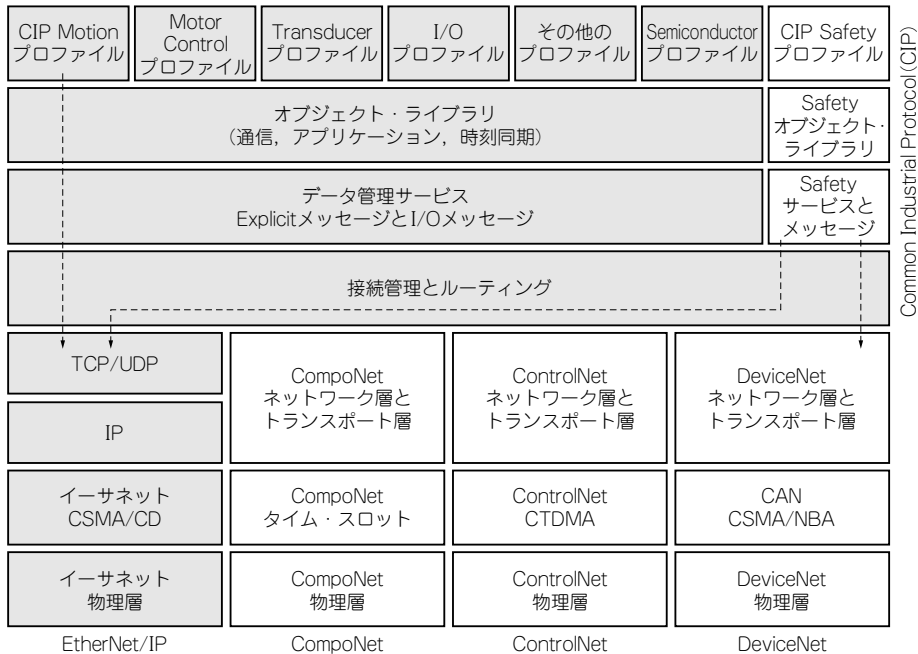 CIP Motion
プロファイル
Motor
Control
プロファイル
Transducer
プロファイル
I/O
プロファイル
その他の
プロファイル
Semiconductor
プロファイル
CIP Safety
プロファイル
オブジェクト・ライブラリ
(通信，アプリケーション，時刻同期)
Safety
オブジェクト・
ライブラリ
データ管理サービス
ExplicitメッセージとI/Oメッセージ
Safety
サービスと
メッセージ
接続管理とルーティング
Common Industrial Protocol(CIP)
TCP/UDP
IP
CompoNet
ネットワーク層と
トランスポート層
ControlNet
ネットワーク層と
トランスポート層
DeviceNet
ネットワーク層と
トランスポート層
イーサネット
CSMA/CD
CompoNet
タイム・スロット
ControlNet
CTDMA
CAN
CSMA/NBA
イーサネット
物理層
CompoNet
物理層
ControlNet
物理層
DeviceNet
物理層
EtherNet/IP
CompoNet
ControlNet
DeviceNet